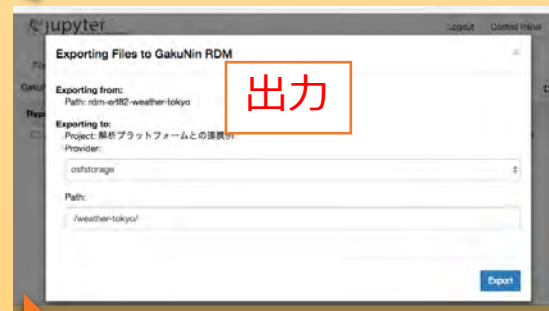 jupyter
Logout Control Panel
Exporting Files to GakuNin RDM
出力
Exporting from:
Path: rdm-ert82-weather-tokyo
Exporting to:
Project: 解析プラットフォームとの連携例
Provider:
osfstorage
Path:
/weather-tokyo/
Export